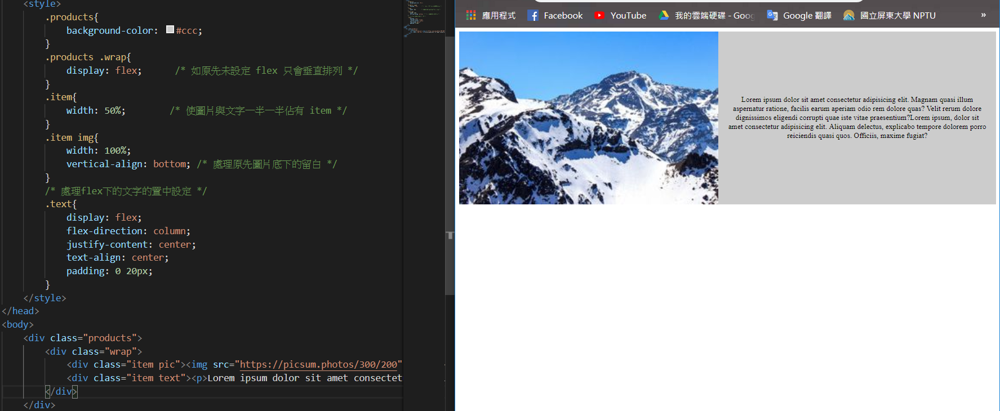 <style>
.products{
background-color: #ccc;
}
.products .wrap{
display: flex; /* 如原先未設定 flex 只會垂直排列 */
}
.item{
width: 50%; /* 使圖片與文字一半一半佔有 item */
}
.item img{
width: 100%;
vertical-align: bottom; /* 處理原先圖片底下的留白 */
}
/* 處理flex下的文字的置中設定 */
.text{
display: flex;
flex-direction: column;
justify-content: center;
text-align: center;
padding: 0 20px;
}
</style>
</head>
<body>
<div class="products">
<div class="wrap">
<div class="item pic"><img src="https://picsum.photos/300/200"
<div class="item text"><p>Lorem ipsum dolor sit amet consectet
</div>
</div>
應用程式 Facebook YouTube 我的雲端硬碟 - Goog Google 翻譯 國立屏東大學 NPTU »
Lorem ipsum dolor sit amet consectetur adipisicing elit. Magnam quasi illum
aspernatur ratione, facilis earum aperiam odio rem dolore quas? Velit rerum dolore
dignissimos eligendi corrupti quae iste vitae praesentium?Lorem ipsum, dolor sit
amet consectetur adipisicing elit. Aliquam delectus, explicabo tempore dolorem porro
reiciendis quasi quos. Officiis, maxime fugiat?